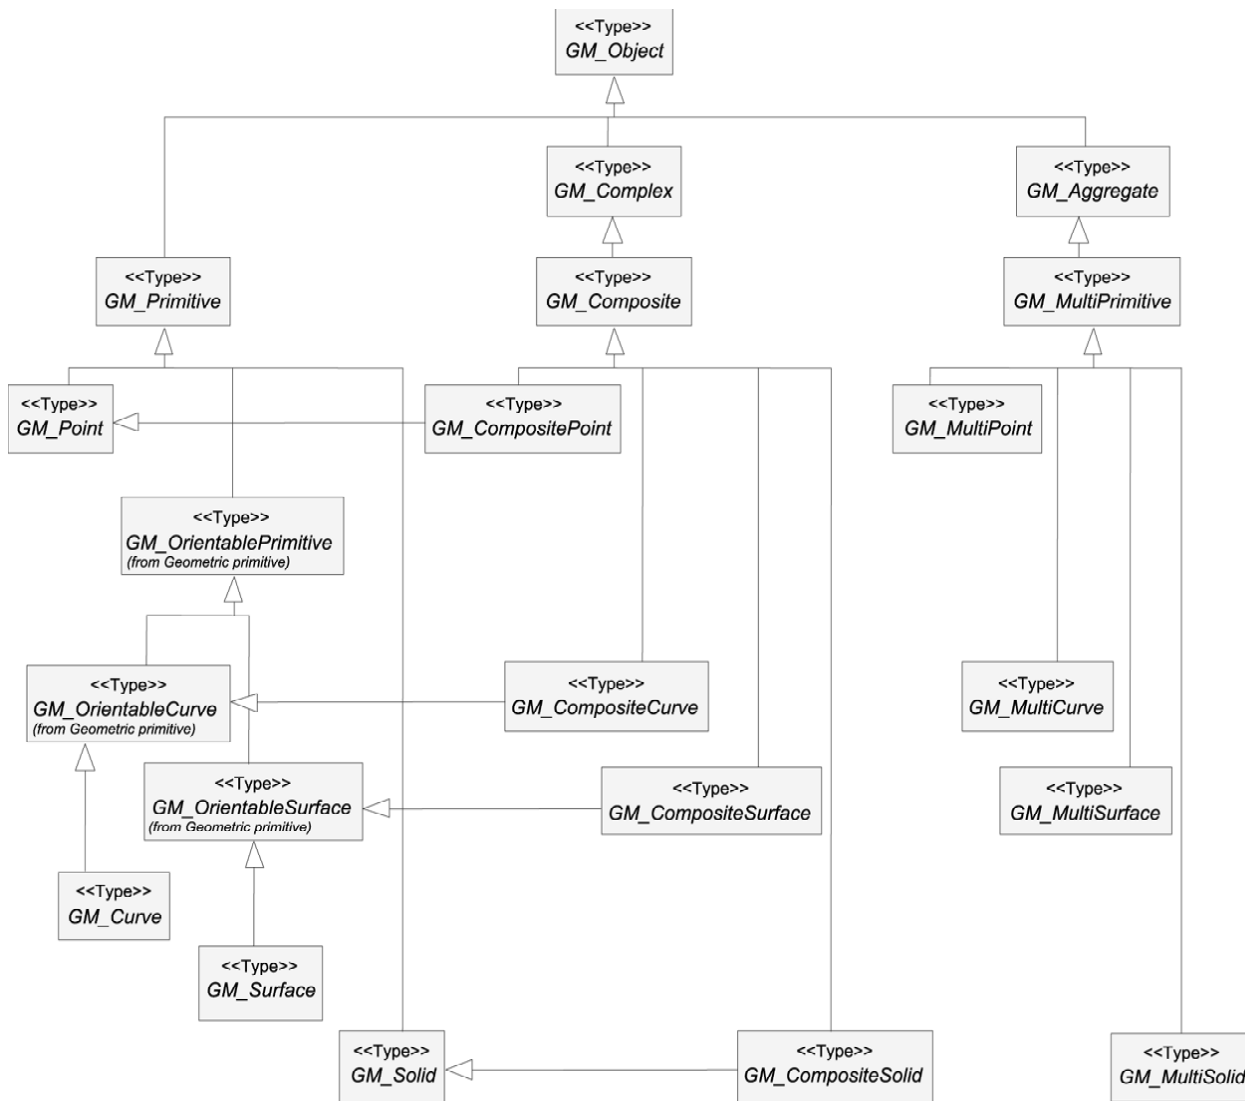 <<Type>>
GM_Object
<<Type>>
GM_Complex
<<Type>>
GM_Aggregate
<<Type>>
GM_Primitive
<<Type>>
GM_Composite
<<Type>>
GM_MultiPrimitive
<<Type>>
GM_Point
<<Type>>
GM_CompositePoint
<<Type>>
GM_MultiPoint
<<Type>>
GM_OrientablePrimitive
(from Geometric primitive)
<<Type>>
GM_OrientableCurve
(from Geometric primitive)
<<Type>>
GM_CompositeCurve
<<Type>>
GM_MultiCurve
<<Type>>
GM_OrientableSurface
(from Geometric primitive)
<<Type>>
GM_CompositeSurface
<<Type>>
GM_MultiSurface
<<Type>>
GM_Curve
<<Type>>
GM_Surface
<<Type>>
GM_Solid
<<Type>>
GM_CompositeSolid
<<Type>>
GM_MultiSolid